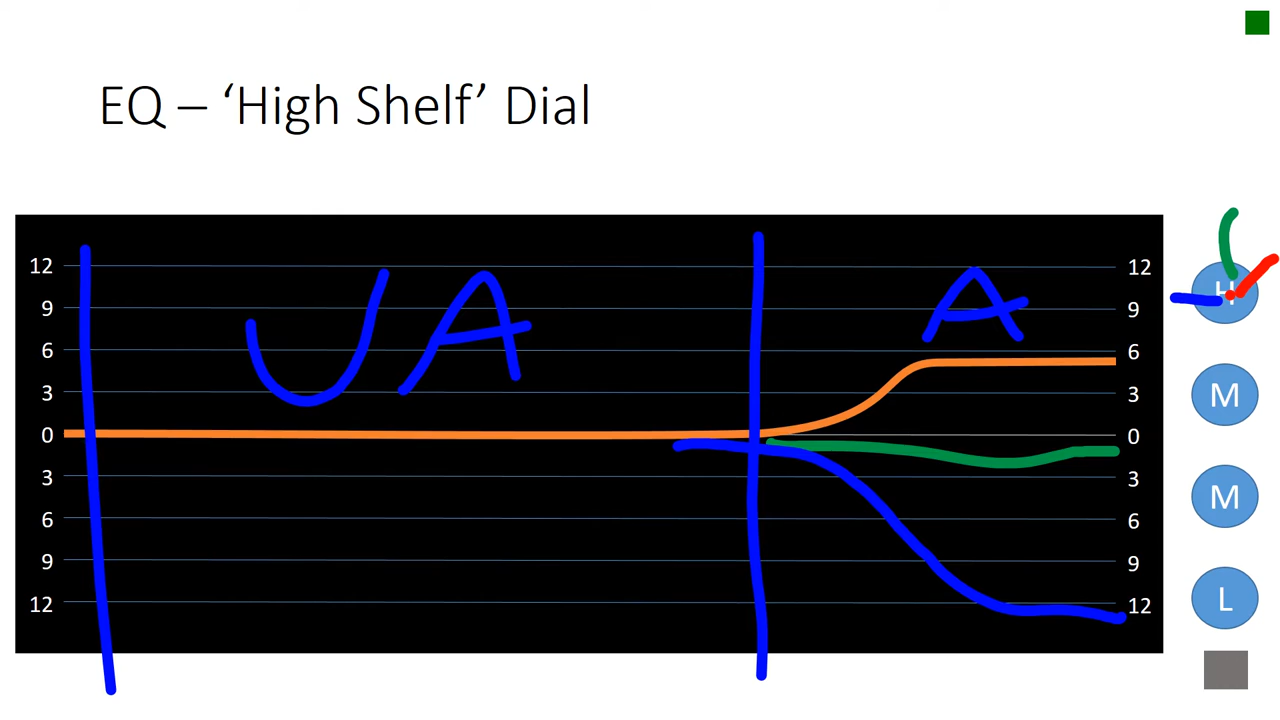 EQ – ‘High Shelf’ Dial
UA A
12 12
9 9
6 6
3 3
0 0
3 3
6 6
9 9
12 12
H
M
M
L